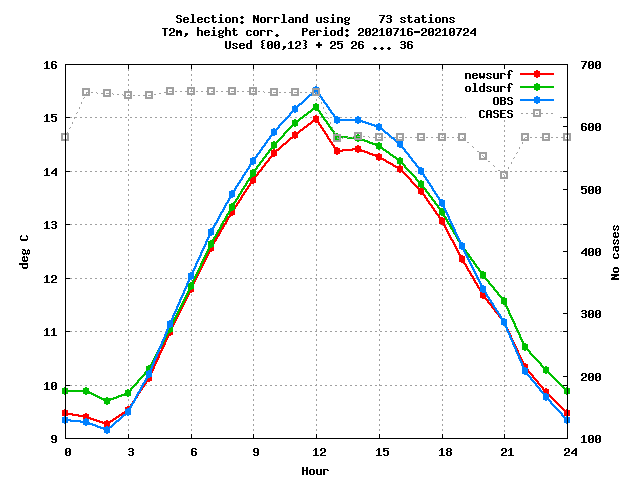 Selection: Norrland using    73 stations
T2m, height corr.   Period: 20210716-20210724
Used {00,12} + 25 26 ... 36
newsurf
oldsurf
OBS
CASES
deg C
16
15
14
13
12
11
10
9
700
600
500
400
300
200
100
No cases
0
3
6
9
12
15
18
21
24
Hour